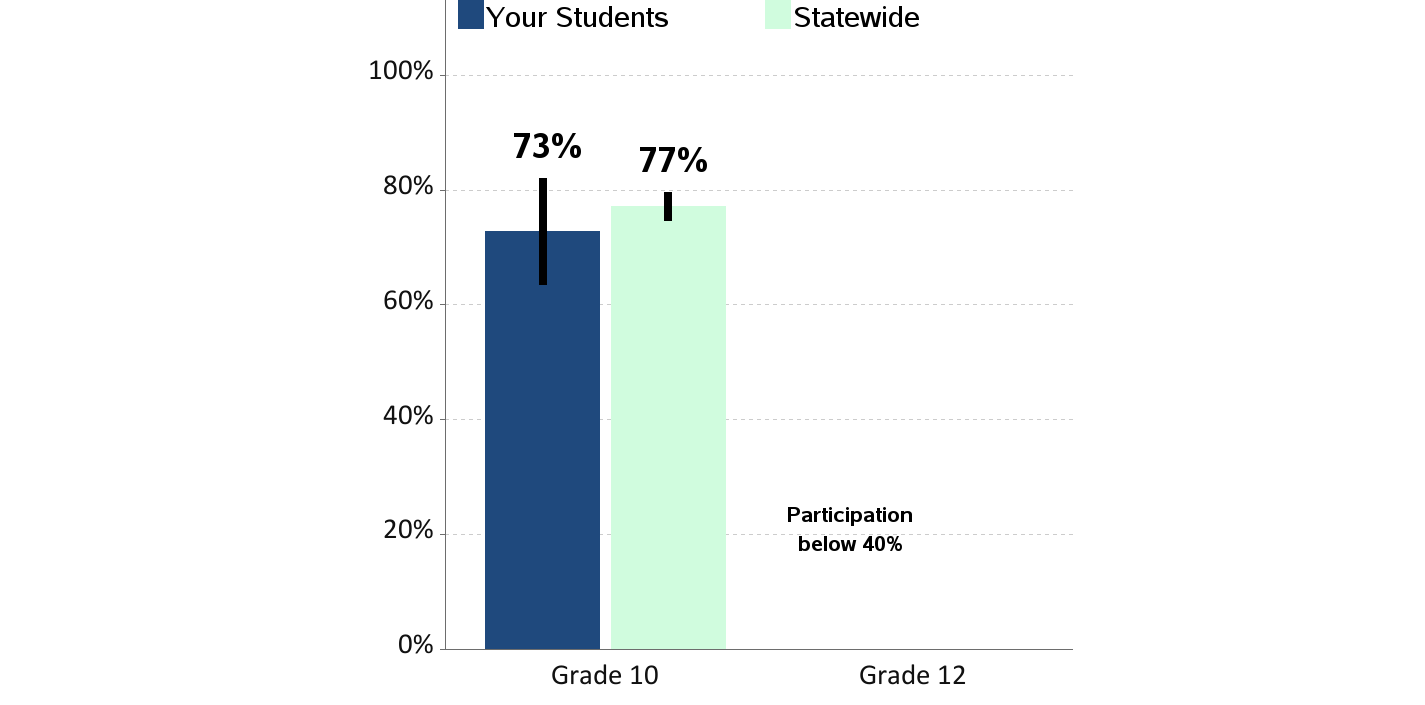 Your Students
Statewide
100%
80%
60%
40%
20%
0%
73%
77%
Participation
below 40%
Grade 10
Grade 12